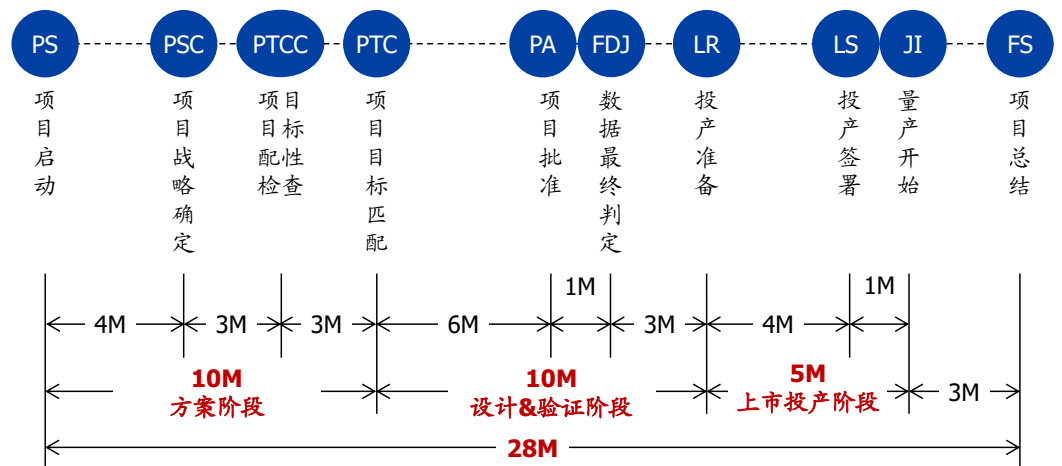 PS
PSC
PTCC
PTC
PA
FDJ
LR
LS
JI
FS
项目启动
项目战略确定
项目目标配性检查
项目目标匹配
项目批准
数据最终判定
投产准备
投产签署
量产开始
项目总结
1M
1M
4M
3M
3M
6M
3M
4M
10M
方案阶段
10M
设计&验证阶段
5M
上市投产阶段
3M
28M